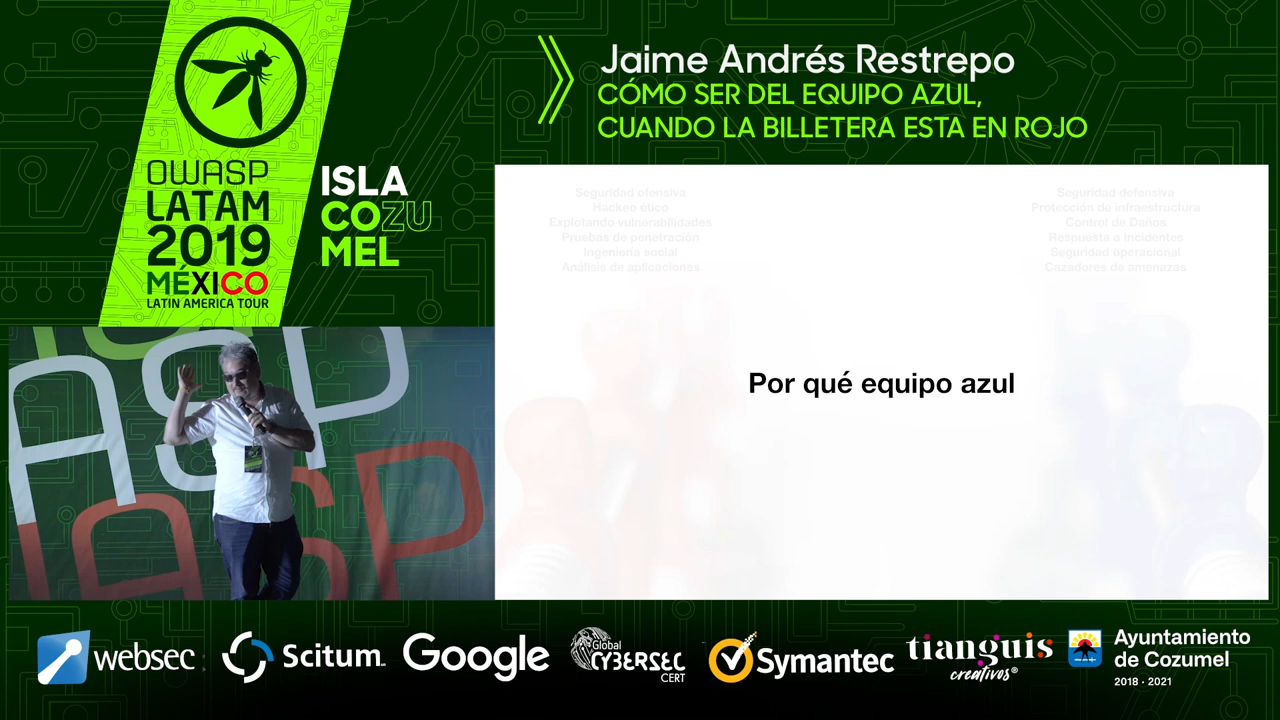 Jaime Andrés Restrepo
CÓMO SER DEL EQUIPO AZUL,
CUANDO LA BILLETERA ESTA EN ROJO
OWASP
LATAM
2019
MÉXICO
LATIN AMERICA TOUR
ISLA
COZU
MEL
Seguridad ofensiva
Hackeo ético
Explotando vulnerabilidades
Pruebas de penetración
Ingeniería social
Análisis de aplicaciones
Seguridad defensiva
Protección de infraestructura
Control de Daños
Respuesta a incidentes
Seguridad operacional
Cazadores de amenazas
Por qué equipo azul
ASP
ASP
websec
Scitum
Google
Global
CYBERSEC
CERT
Symantec
tianguis
creativos®
Ayuntamiento
de Cozumel
2018 · 2021